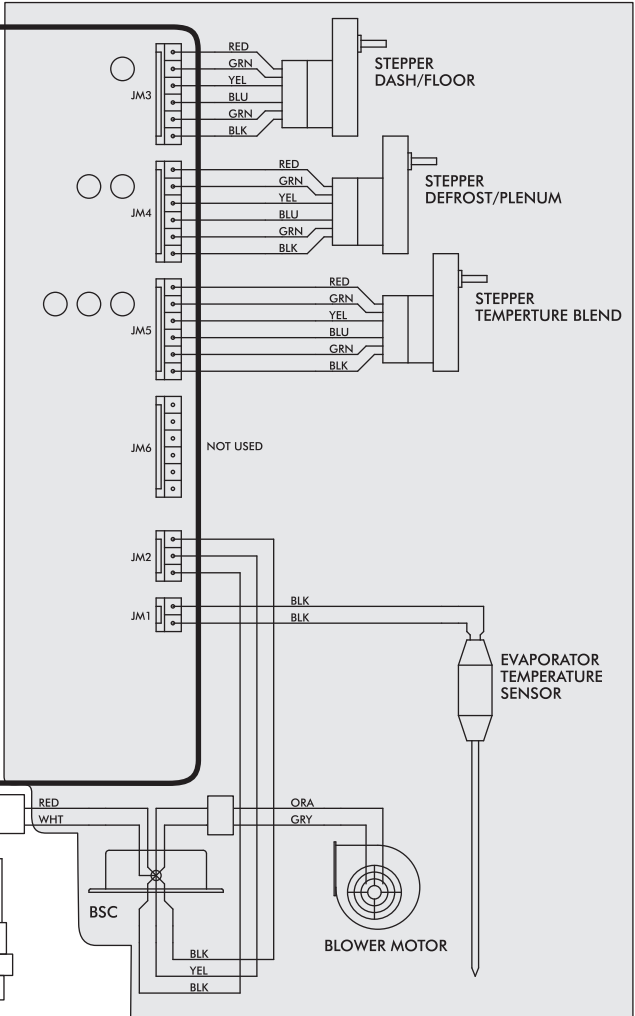 RED
GRN
YEL
BLU
GRN
BLK
JM3
STEPPER
DASH/FLOOR
RED
GRN
YEL
BLU
GRN
BLK
JM4
STEPPER
DEFROST/PLENUM
RED
GRN
YEL
BLU
GRN
BLK
JM5
STEPPER
TEMPERTURE BLEND
JM6
NOT USED
JM2
JM1
BLK
BLK
EVAPORATOR
TEMPERATURE
SENSOR
RED
WHT
ORA
GRY
BSC
BLOWER MOTOR
BLK
YEL
BLK